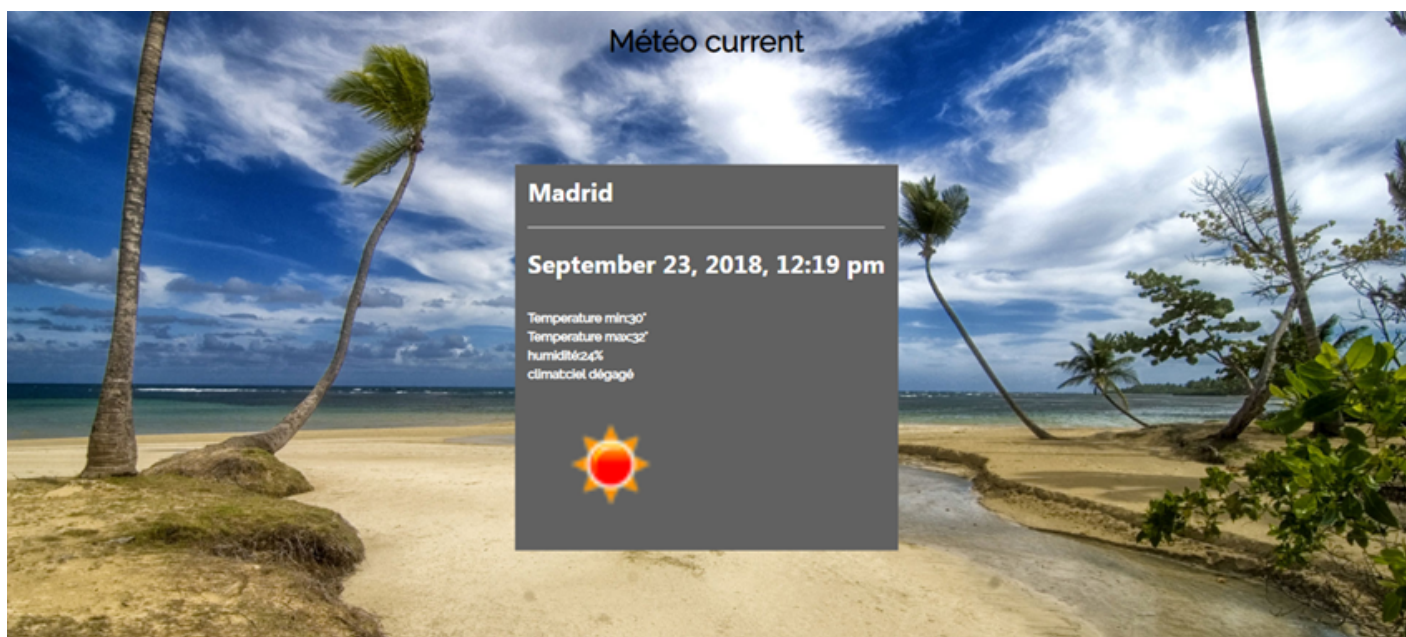 Météo current
Madrid
September 23, 2018, 12:19 pm
Temperature min:30°
Temperature max:32°
humidité:24%
climat:ciel dégagé